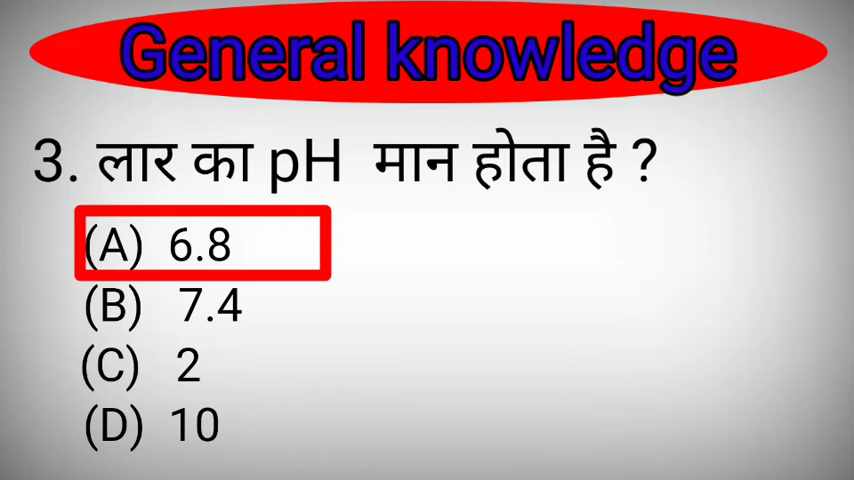 General knowledge
3. लार का pH मान होता है ?
(A) 6.8
(B) 7.4
(C) 2
(D) 10